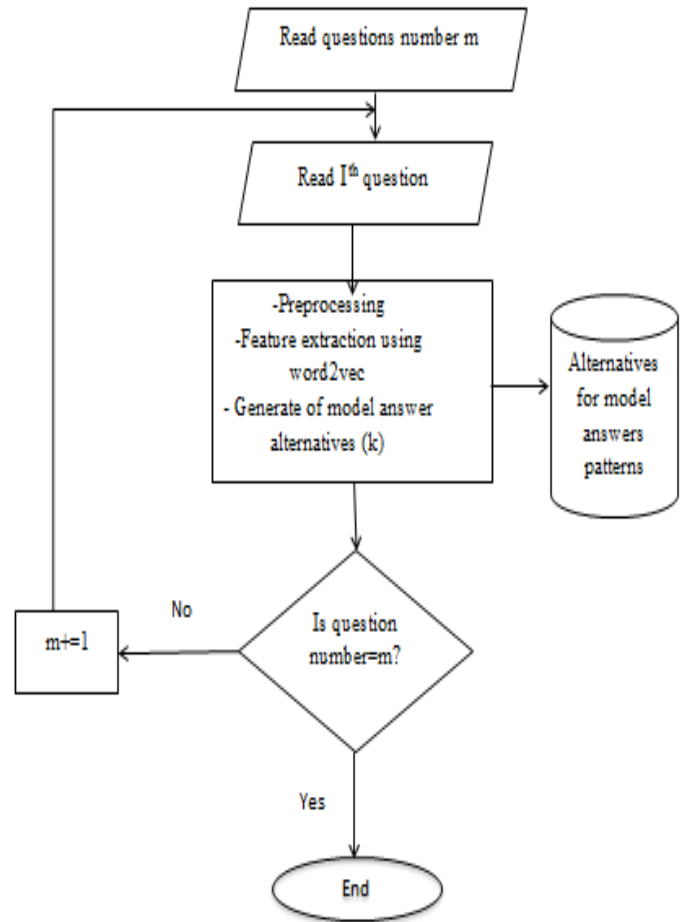 Read questions number m
Read Ith question
-Preprocessing
-Feature extraction using
word2vec
- Generate of model answer
alternatives (k)
Alternatives
for model
answers
patterns
No
m+=1
Is question
number=m?
Yes
End